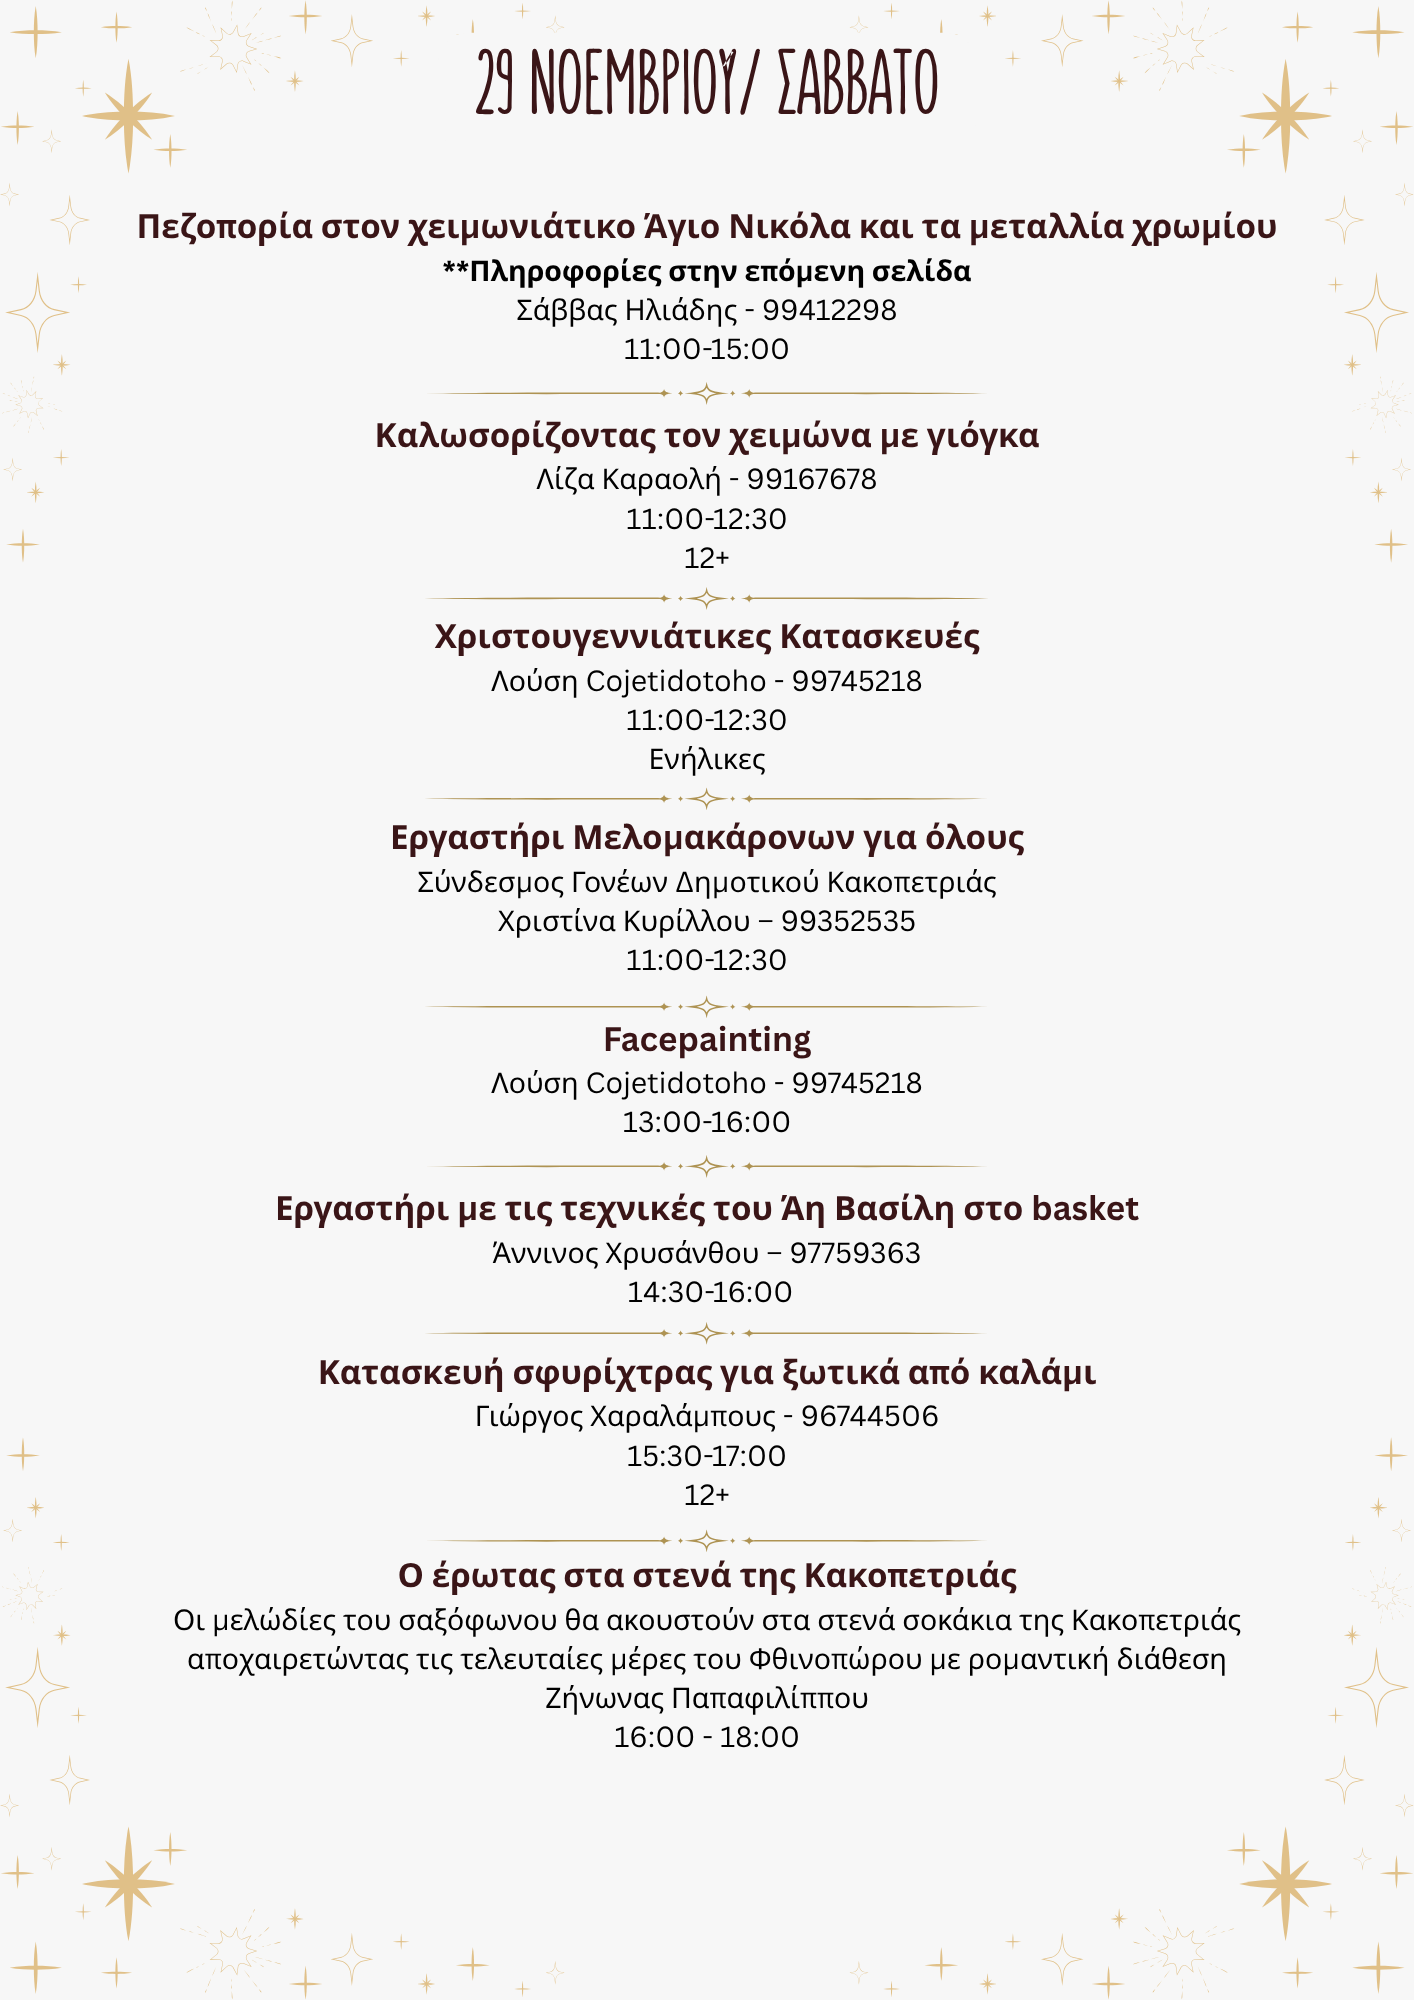 29 ΝΟΕΜΒΡΙΟΎ/ ΣΑΒΒΑΤΟ
Πεζοπορία στον χειμωνιάτικο Άγιο Νικόλα και τα μεταλλία χρωμίου
**Πληροφορίες στην επόμενη σελίδα
Σάββας Ηλιάδης - 99412298
11:00-15:00
Καλωσορίζοντας τον χειμώνα με γιόγκα
Λίζα Καραολή - 99167678
11:00-12:30
12+
Χριστουγεννιάτικες Κατασκευές
Λούση Cojetidotoho - 99745218
11:00-12:30
Ενήλικες
Εργαστήρι Μελομακάρονων για όλους
Σύνδεσμος Γονέων Δημοτικού Κακοπετριάς
Χριστίνα Κυρίλλου – 99352535
11:00-12:30
Facepainting
Λούση Cojetidotoho - 99745218
13:00-16:00
Εργαστήρι με τις τεχνικές του Άη Βασίλη στο basket
Άννινος Χρυσάνθου – 97759363
14:30-16:00
Κατασκευή σφυρίχτρας για ξωτικά από καλάμι
Γιώργος Χαραλάμπους - 96744506
15:30-17:00
12+
Ο έρωτας στα στενά της Κακοπετριάς
Οι μελώδίες του σαξόφωνου θα ακουστούν στα στενά σοκάκια της Κακοπετριάς
αποχαιρετώντας τις τελευταίες μέρες του Φθινοπώρου με ρομαντική διάθεση
Ζήνωνας Παπαφιλίππου
16:00 - 18:00